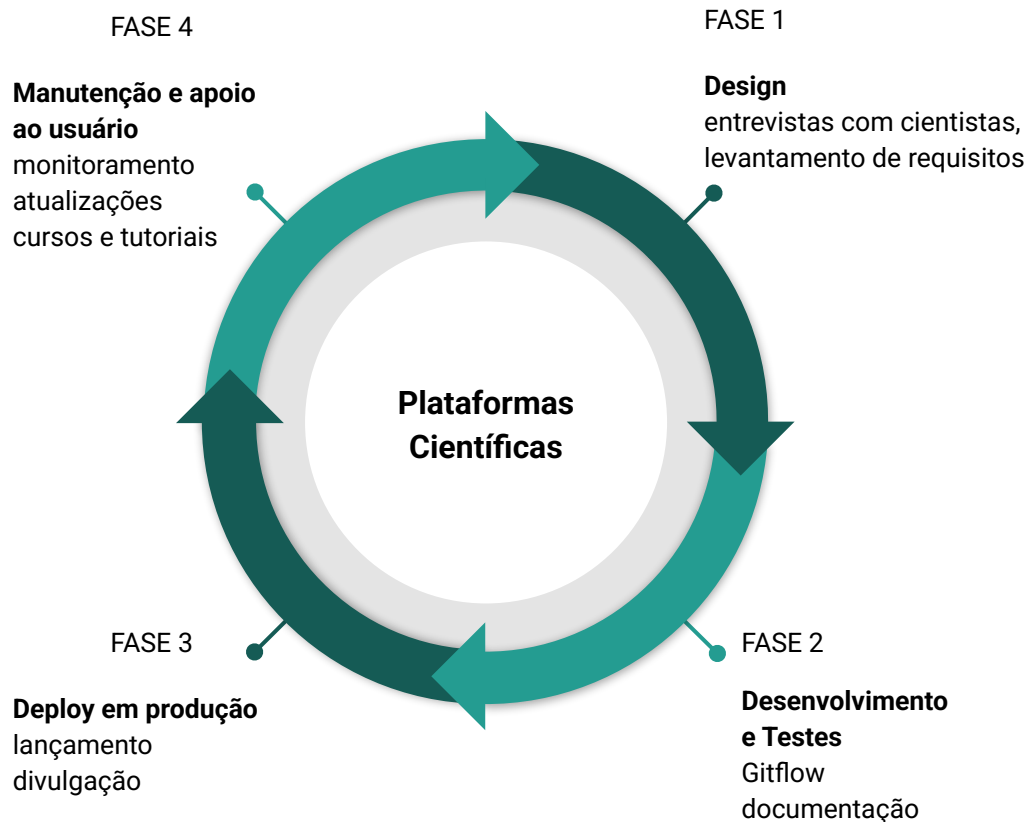 FASE 4
Manutenção e apoio
ao usuário
monitoramento
atualizações
cursos e tutoriais
FASE 1
Design
entrevistas com cientistas,
levantamento de requisitos
Plataformas
Científicas
FASE 3
Deploy em produção
lançamento
divulgação
FASE 2
Desenvolvimento
e Testes
Gitflow
documentação